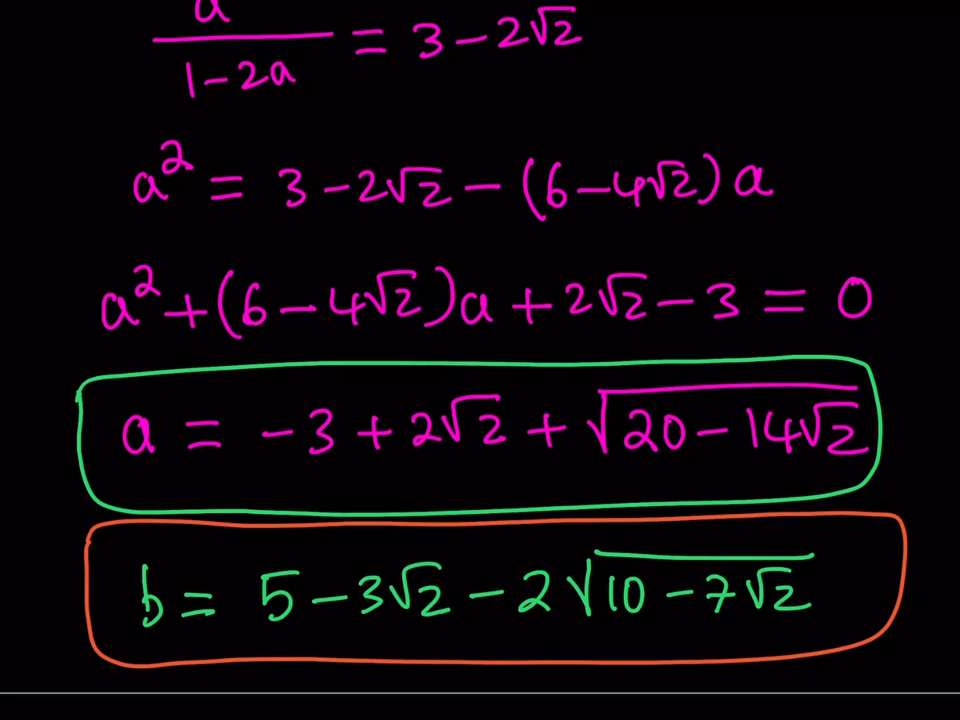 a
─────── = 3 - 2√2
1 - 2a
a² = 3 - 2√2 - (6 - 4√2) a
a² + (6 - 4√2)a + 2√2 - 3 = 0
a = -3 + 2√2 + √(20 - 14√2)
b = 5 - 3√2 - 2√(10 - 7√2)